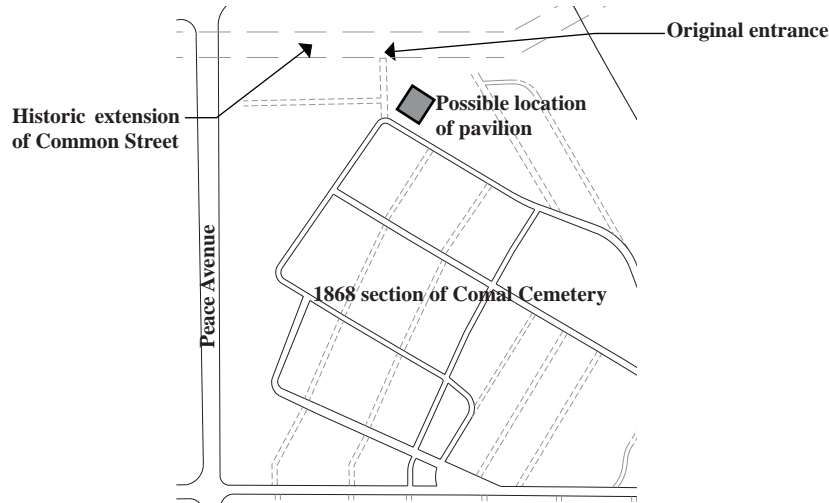 Original entrance
Historic extension
of Common Street
Possible location
of pavilion
Peace Avenue
1868 section of Comal Cemetery